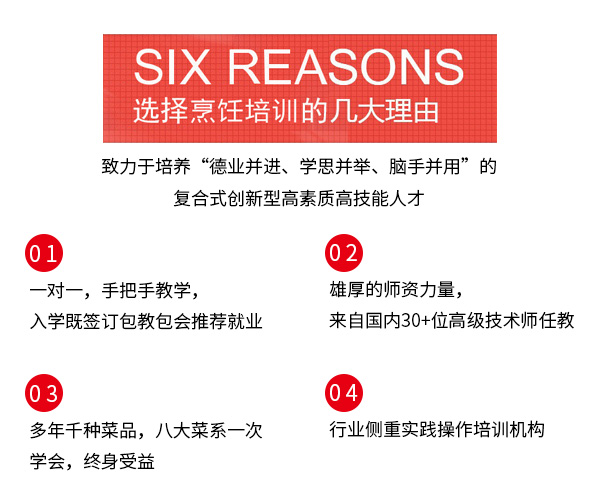 SIX REASONS
选择烹饪培训的几大理由
致力于培养“德业并进、学思并举、脑手并用”的
复合式创新型高素质高技能人才
01
一对一，手把手教学，
入学既签订包教包会推荐就业
02
雄厚的师资力量，
来自国内30+位高级技术师任教
03
多年千种菜品，八大菜系一次
学会，终身受益
04
行业侧重实践操作培训机构